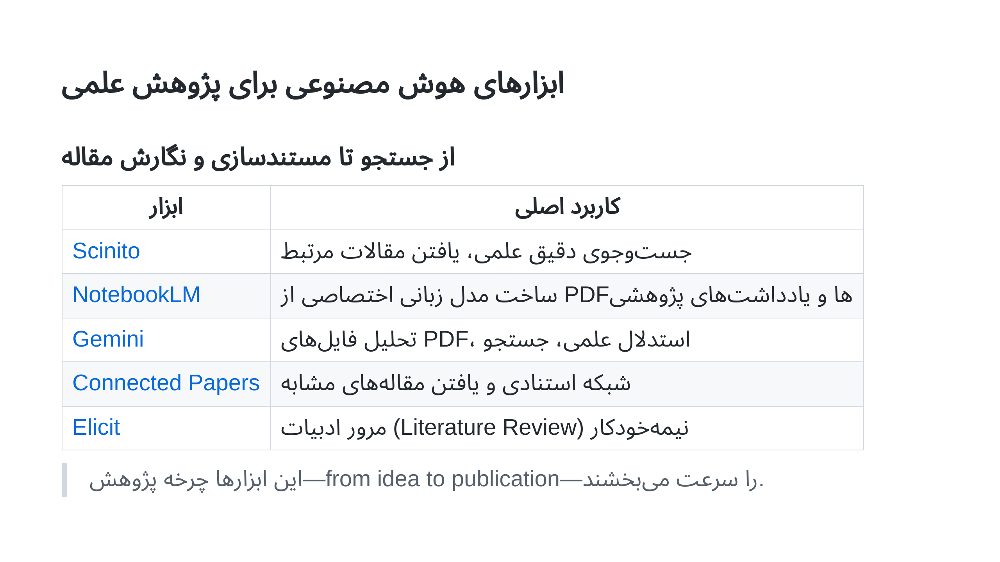 ابزارهای هوش مصنوعی برای پژوهش علمی
از جستجو تا مستندسازی و نگارش مقاله
ابزار | کاربرد اصلی
Scinito | جست‌وجوی دقیق علمی، یافتن مقالات مرتبط
NotebookLM | ساخت مدل زبانی اختصاصی از PDFها و یادداشت‌های پژوهشی
Gemini | تحلیل فایل‌های PDF، استدلال علمی، جستجو
Connected Papers | شبکه استنادی و یافتن مقاله‌های مشابه
Elicit | مرور ادبیات (Literature Review) نیمه‌خودکار
این ابزارها چرخه پژوهش—from idea to publication—را سرعت می‌بخشند.